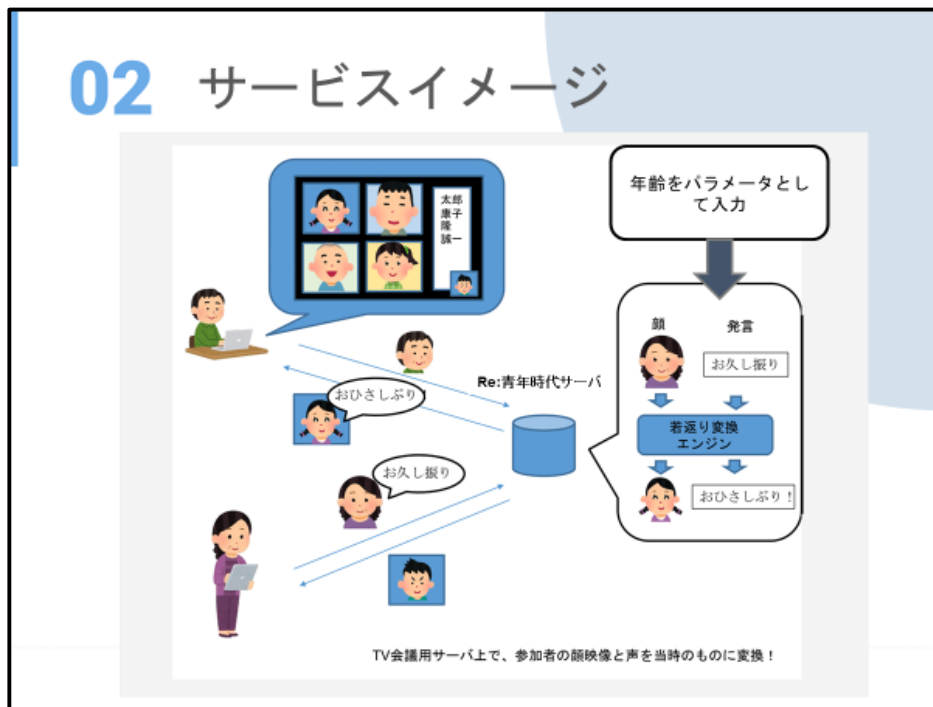 02 サービスイメージ
年齢をパラメータとし
て入力
太郎
康子
隆
誠一
顔 発言
お久し振り
Re:青年時代サーバ
おひさしぶり!
若返り変換
エンジン
お久し振り
おひさしぶり！
TV会議用サーバ上で、参加者の顔映像と声を当時のものに変換！